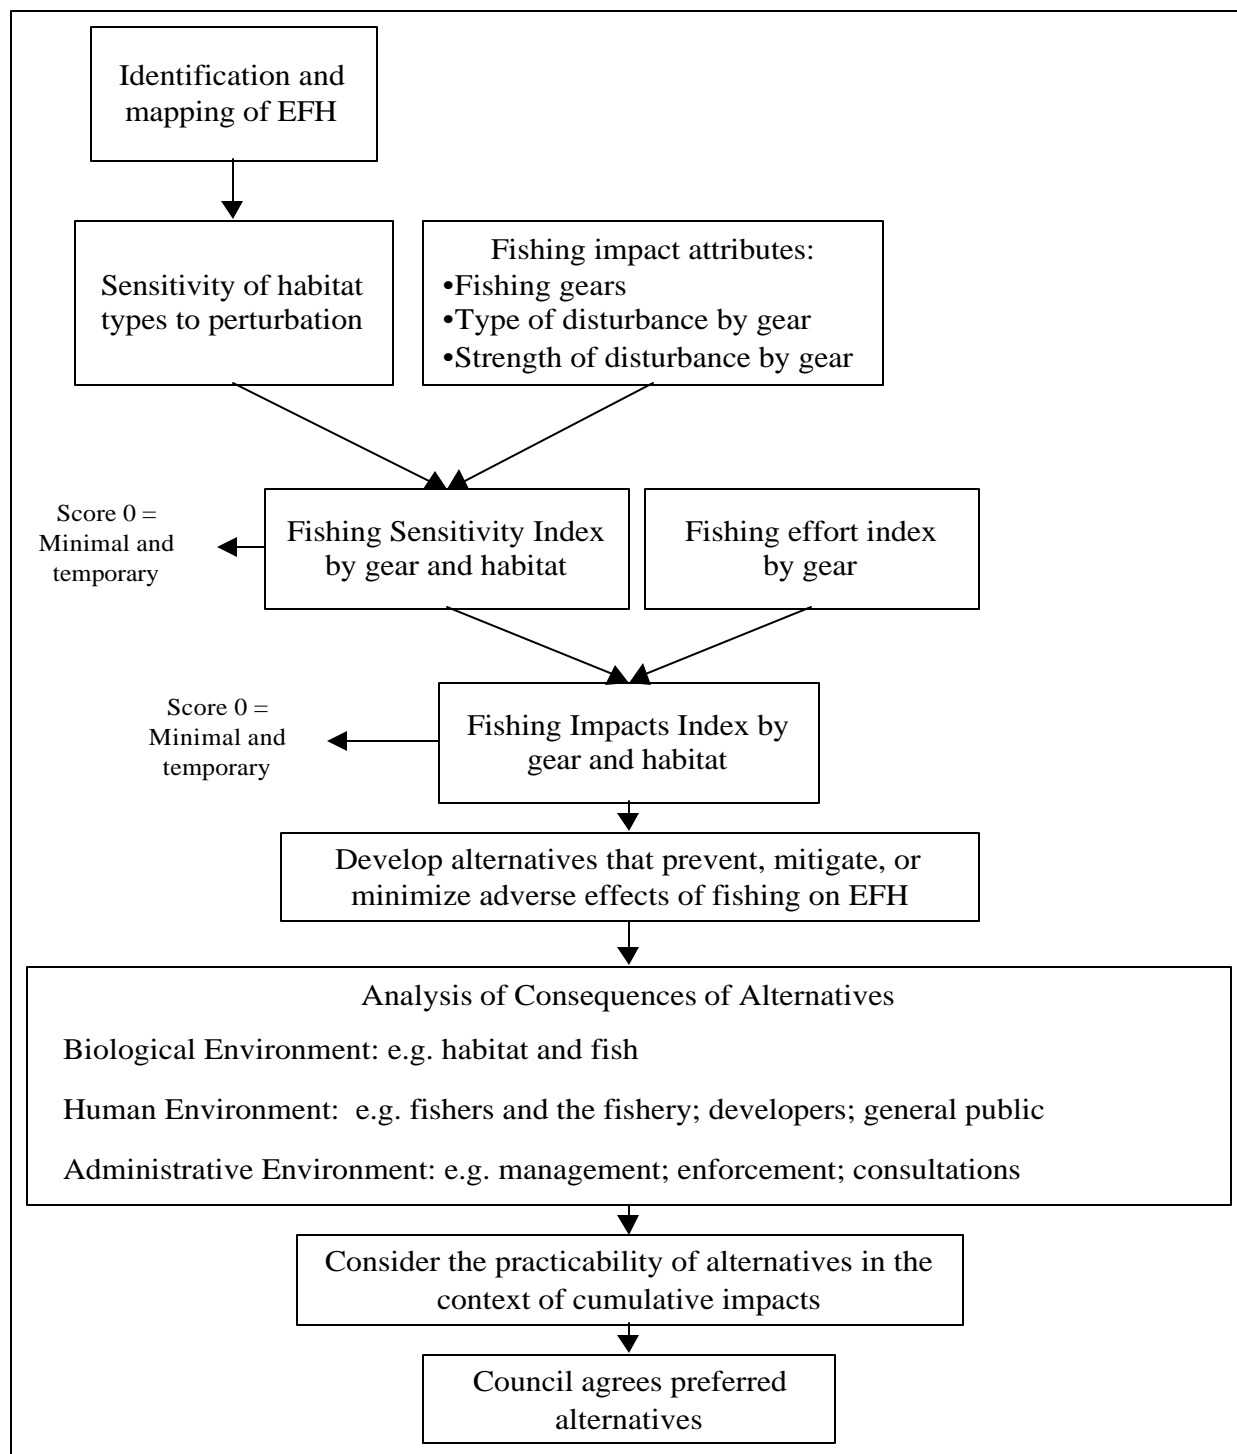 Identification and
mapping of EFH
Sensitivity of habitat
types to perturbation
Fishing impact attributes:
•Fishing gears
•Type of disturbance by gear
•Strength of disturbance by gear
Score 0 =
Minimal and
temporary
Fishing Sensitivity Index
by gear and habitat
Fishing effort index
by gear
Score 0 =
Minimal and
temporary
Fishing Impacts Index by
gear and habitat
Develop alternatives that prevent, mitigate, or
minimize adverse effects of fishing on EFH
Analysis of Consequences of Alternatives
Biological Environment: e.g. habitat and fish
Human Environment:  e.g. fishers and the fishery; developers; general public
Administrative Environment: e.g. management; enforcement; consultations
Consider the practicability of alternatives in the
context of cumulative impacts
Council agrees preferred
alternatives